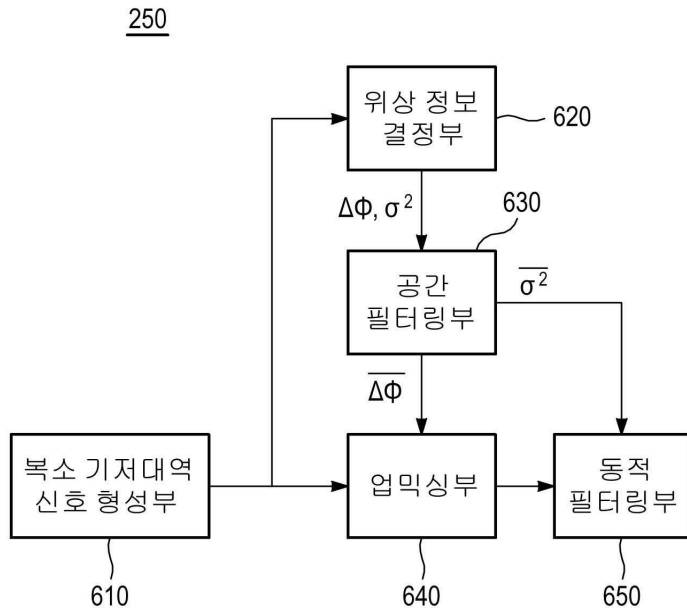 250
위상 정보
결정부
620
ΔΦ, σ²
630
공간
필터링부
σ²
ΔΦ
복소 기저대역
신호 형성부
업믹싱부
동적
필터링부
610
640
650